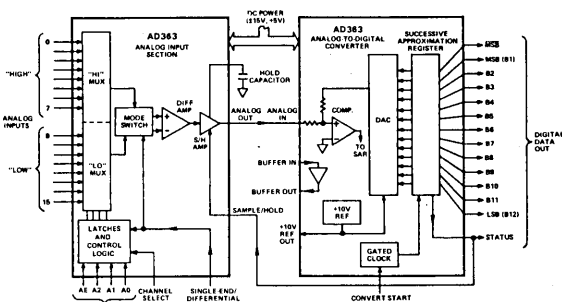 DC POWER
(±15V, +5V)
AD363
ANALOG INPUT
SECTION
AD363
ANALOG-TO-DIGITAL
CONVERTER
SUCCESSIVE
APPROXIMATION
REGISTER
0
"HIGH"
7
ANALOG
INPUTS
8
"LOW"
15
"HI"
MUX
"LO"
MUX
MODE
SWITCH
DIFF
AMP
S/H
AMP
HOLD
CAPACITOR
ANALOG
OUT
ANALOG
IN
COMP.
TO
SAR
DAC
BUFFER IN
BUFFER OUT
SAMPLE/HOLD
+10V
REF
+10V
REF
OUT
GATED
CLOCK
LATCHES
AND
CONTROL
LOGIC
AE A2 A1 A0
CHANNEL
SELECT
SINGLE-END/
DIFFERENTIAL
CONVERT START
MSB
MSB (B1)
B2
B3
B4
B5
B6
B7
B8
B9
B10
B11
LSB (B12)
STATUS
DIGITAL
DATA
OUT